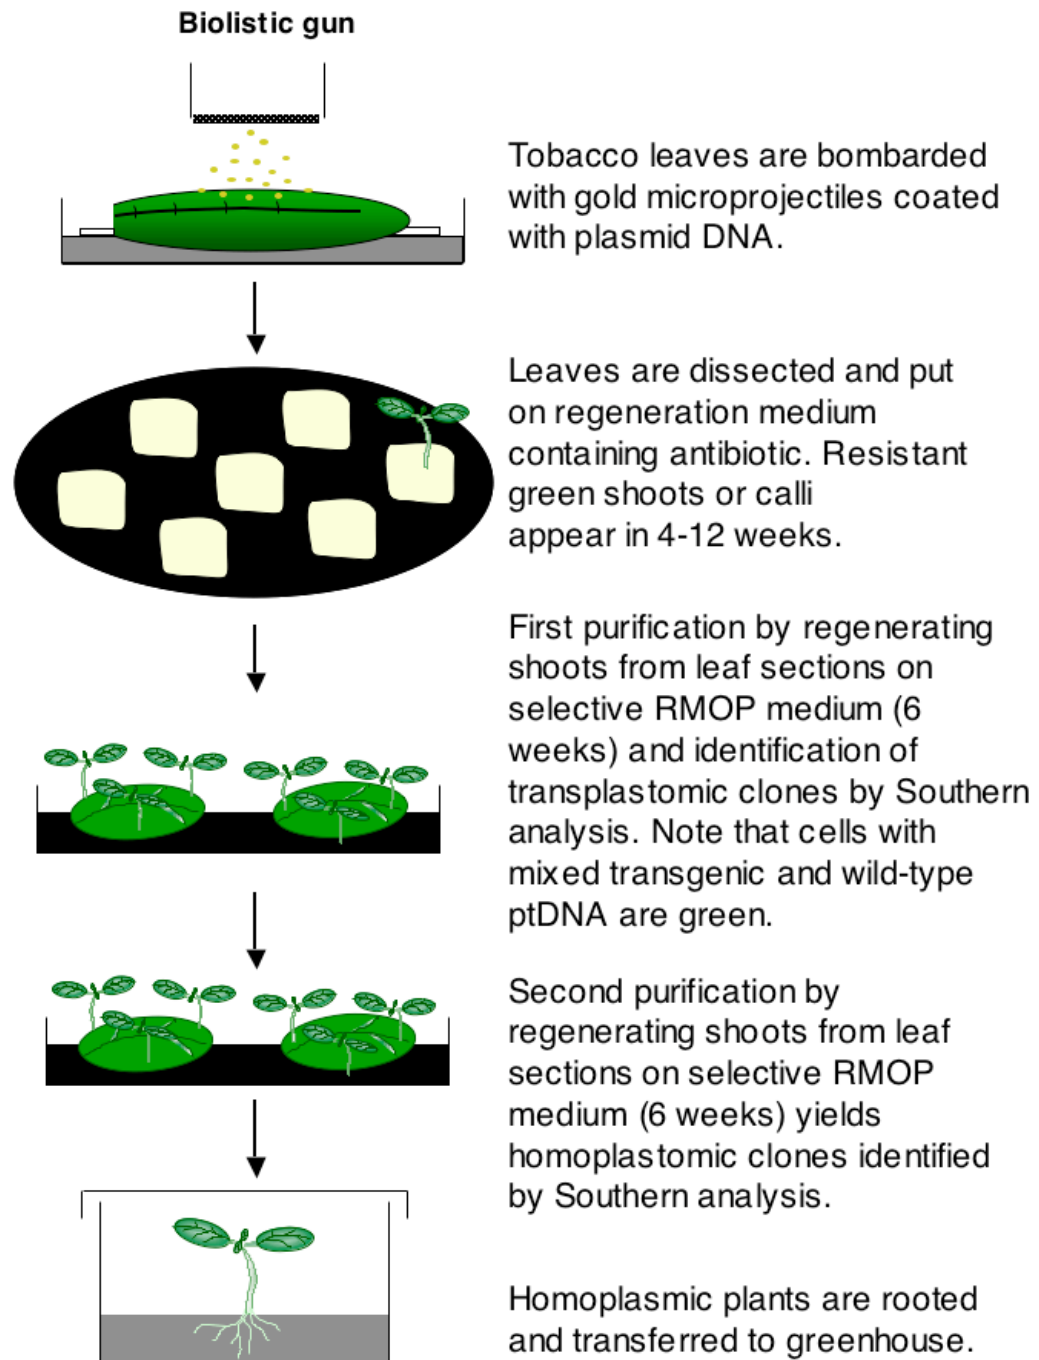 Biolistic gun
Tobacco leaves are bombarded
with gold microprojectiles coated
with plasmid DNA.
Leaves are dissected and put
on regeneration medium
containing antibiotic. Resistant
green shoots or calli
appear in 4-12 weeks.
First purification by regenerating
shoots from leaf sections on
selective RMOP medium (6
weeks) and identification of
transplastomic clones by Southern
analysis. Note that cells with
mixed transgenic and wild-type
ptDNA are green.
Second purification by
regenerating shoots from leaf
sections on selective RMOP
medium (6 weeks) yields
homoplastomic clones identified
by Southern analysis.
Homoplasmic plants are rooted
and transferred to greenhouse.